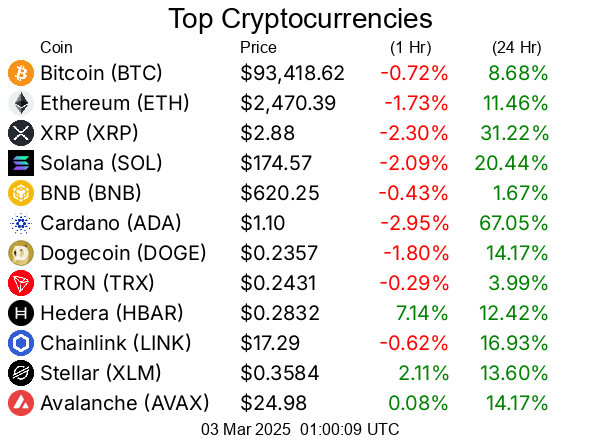 Top Cryptocurrencies
Coin Price (1 Hr) (24 Hr)
Bitcoin (BTC) $93,418.62 -0.72% 8.68%
Ethereum (ETH) $2,470.39 -1.73% 11.46%
XRP (XRP) $2.88 -2.30% 31.22%
Solana (SOL) $174.57 -2.09% 20.44%
BNB (BNB) $620.25 -0.43% 1.67%
Cardano (ADA) $1.10 -2.95% 67.05%
Dogecoin (DOGE) $0.2357 -1.80% 14.17%
TRON (TRX) $0.2431 -0.29% 3.99%
Hedera (HBAR) $0.2832 7.14% 12.42%
Chainlink (LINK) $17.29 -0.62% 16.93%
Stellar (XLM) $0.3584 2.11% 13.60%
Avalanche (AVAX) $24.98 0.08% 14.17%
03 Mar 2025 01:00:09 UTC